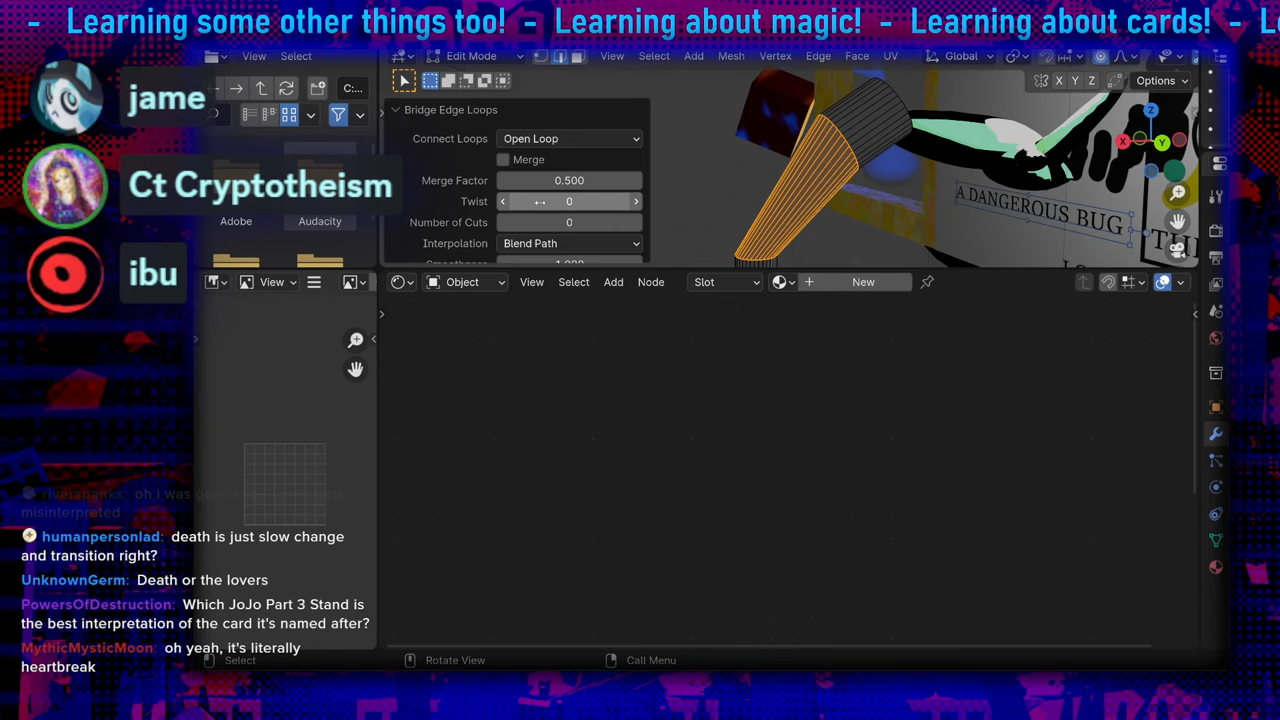 - Learning some other things too! - Learning about magic! - Learning about cards! - L
View Select
Edit Mode View Select Add Mesh Vertex Edge Face UV Global
jame
C:...
X Y Z Options
Bridge Edge Loops
Z
Connect Loops Open Loop
X Y
Merge
Ct Cryptotheism
Merge Factor 0.500
A DANGEROUS BUG
Twist 0
Adobe Audacity
Number of Cuts 0
Interpolation Blend Path
ibu
View Object View Select Add Node Slot New
misinterpreted
humanpersonlad: death is just slow change
and transition right?
UnknownGerm: Death or the lovers
PowersOfDestruction: Which JoJo Part 3 Stand is
the best interpretation of the card it's named after?
MythicMysticMoon: oh yeah, it's literally
heartbreak
Select Rotate View Call Menu